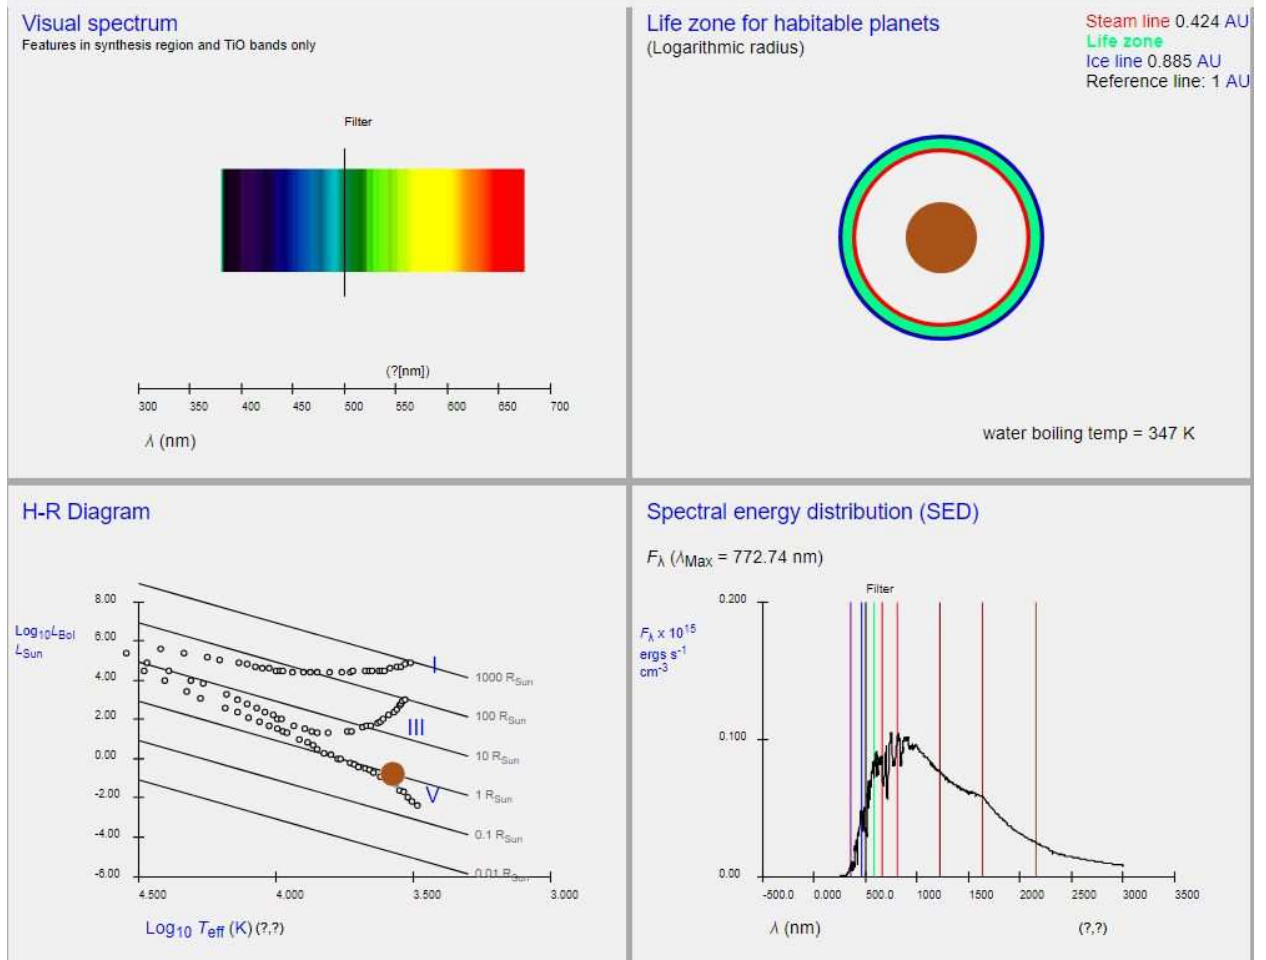 Visual spectrum
Features in synthesis region and TiO bands only
Filter
(?[nm])
300 350 400 450 500 550 600 650 700
λ (nm)
Life zone for habitable planets
(Logarithmic radius)
Steam line 0.424 AU
Life zone
Ice line 0.885 AU
Reference line: 1 AU
water boiling temp = 347 K
H-R Diagram
Log10LBol
LSun
8.00
6.00
4.00
2.00
0.00
-2.00
-4.00
-6.00
I
III
V
1000 RSun
100 RSun
10 RSun
1 RSun
0.1 RSun
0.01 RSun
4.500 4.000 3.500 3.000
Log10 Teff (K) (?,?)
Spectral energy distribution (SED)
Fλ (λMax = 772.74 nm)
Filter
Fλ x 1015
ergs s-1
cm-3
0.200
0.100
0.00
-500.0 0.000 500.0 1000 1500 2000 2500 3000 3500
λ (nm)
(?,?)